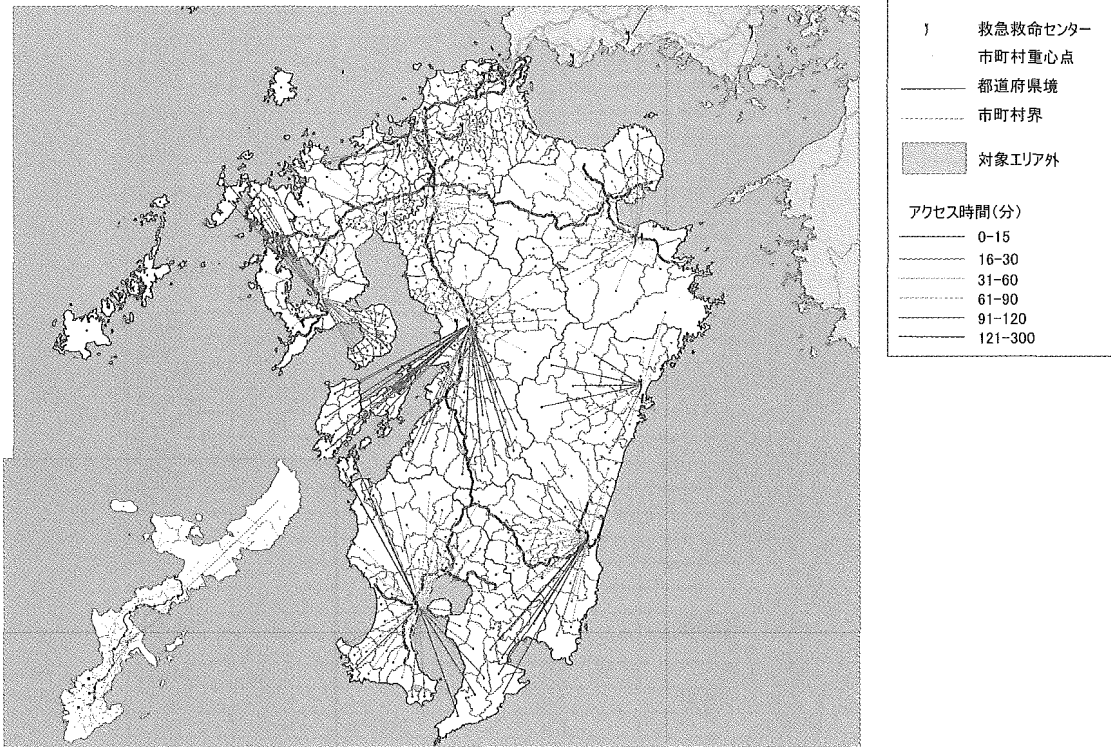 救急救命センター
市町村重心点
都道府県境
市町村界
対象エリア外
アクセス時間(分)
0-15
16-30
31-60
61-90
91-120
121-300